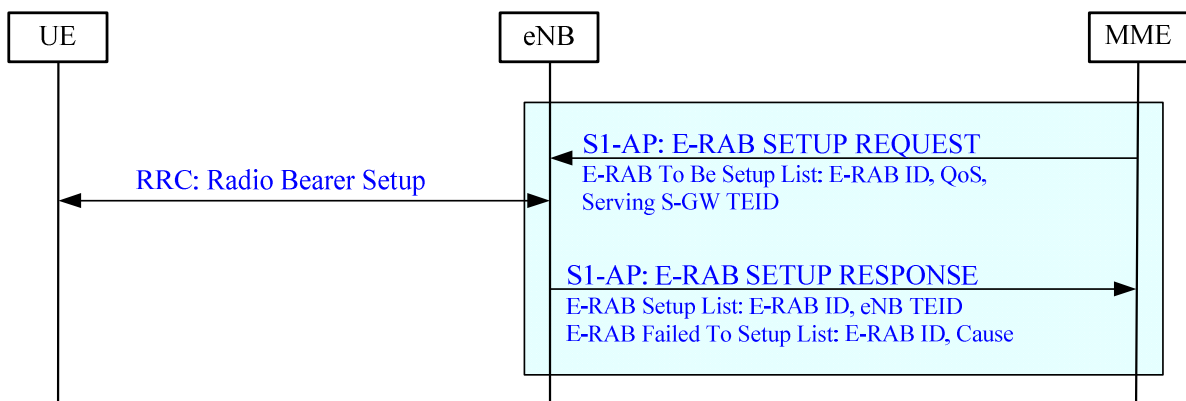 UE
eNB
MME
S1-AP: E-RAB SETUP REQUEST
E-RAB To Be Setup List: E-RAB ID, QoS,
Serving S-GW TEID
RRC: Radio Bearer Setup
S1-AP: E-RAB SETUP RESPONSE
E-RAB Setup List: E-RAB ID, eNB TEID
E-RAB Failed To Setup List: E-RAB ID, Cause